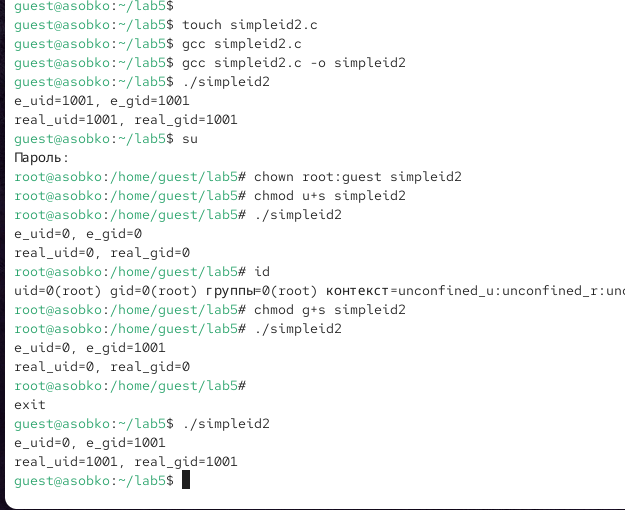 guest@asobko:~/lab5$
guest@asobko:~/lab5$ touch simpleid2.c
guest@asobko:~/lab5$ gcc simpleid2.c
guest@asobko:~/lab5$ gcc simpleid2.c -o simpleid2
guest@asobko:~/lab5$ ./simpleid2
e_uid=1001, e_gid=1001
real_uid=1001, real_gid=1001
guest@asobko:~/lab5$ su
Пароль:
root@asobko:/home/guest/lab5# chown root:guest simpleid2
root@asobko:/home/guest/lab5# chmod u+s simpleid2
root@asobko:/home/guest/lab5# ./simpleid2
e_uid=0, e_gid=0
real_uid=0, real_gid=0
root@asobko:/home/guest/lab5# id
uid=0(root) gid=0(root) группы=0(root) контекст=unconfined_u:unconfined_r:unc
root@asobko:/home/guest/lab5# chmod g+s simpleid2
root@asobko:/home/guest/lab5# ./simpleid2
e_uid=0, e_gid=1001
real_uid=0, real_gid=0
root@asobko:/home/guest/lab5#
exit
guest@asobko:~/lab5$ ./simpleid2
e_uid=0, e_gid=1001
real_uid=1001, real_gid=1001
guest@asobko:~/lab5$